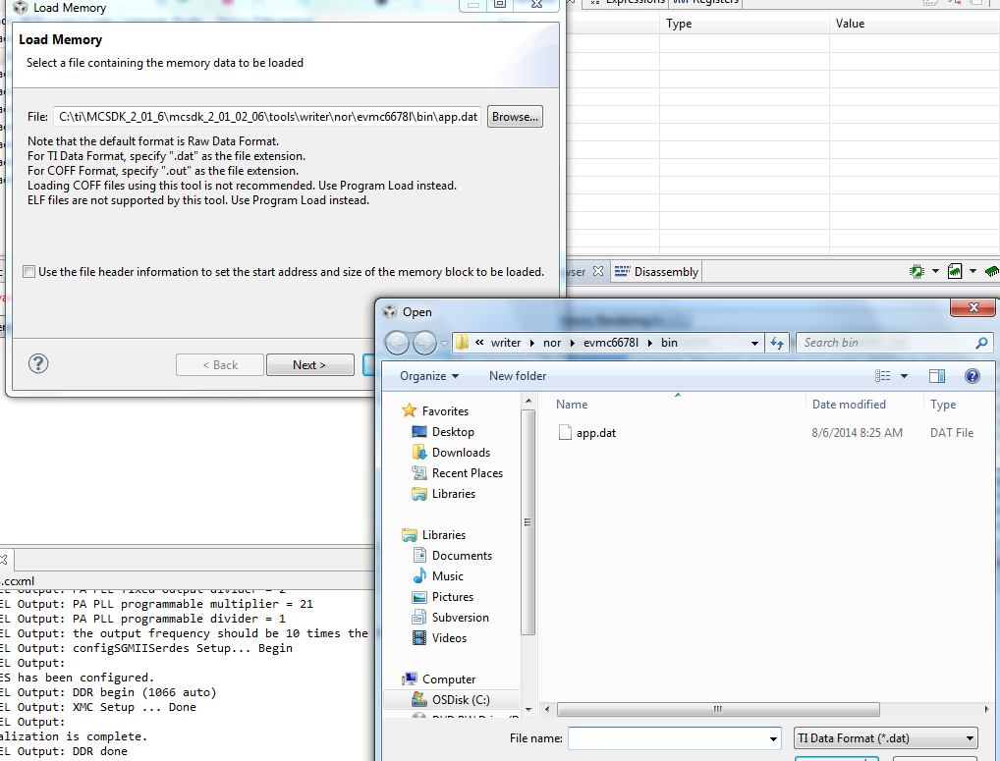 Load Memory
Expressions
Registers
Load Memory
Select a file containing the memory data to be loaded
Type
Value
File:
C:\ti\MCSDK_2_01_6\mcsdk_2_01_02_06\tools\writer\nor\evmc6678l\bin\app.dat
Browse...
Note that the default format is Raw Data Format.
For TI Data Format, specify ".dat" as the file extension.
For COFF Format, specify ".out" as the file extension.
Loading COFF files using this tool is not recommended. Use Program Load instead.
ELF files are not supported by this tool. Use Program Load instead.
Use the file header information to set the start address and size of the memory block to be loaded.
Disassembly
< Back
Next >
Open
« writer nor evmc6678l bin
Search bin
Organize
New folder
Name
Date modified
Type
app.dat
8/6/2014 8:25 AM
DAT File
Favorites
Desktop
Downloads
Recent Places
Libraries
Libraries
Documents
Music
Pictures
Subversion
Videos
Computer
OSDisk (C:)
File name:
TI Data Format (*.dat)
.ccxml
EL Output: PA PLL fixed output divider = 2
EL Output: PA PLL programmable multiplier = 21
EL Output: PA PLL programmable divider = 1
EL Output: the output frequency should be 10 times the
EL Output: configSGMIISerdes Setup... Begin
EL Output:
ES has been configured.
EL Output: DDR begin (1066 auto)
EL Output: XMC Setup ... Done
EL Output:
alization is complete.
EL Output: DDR done